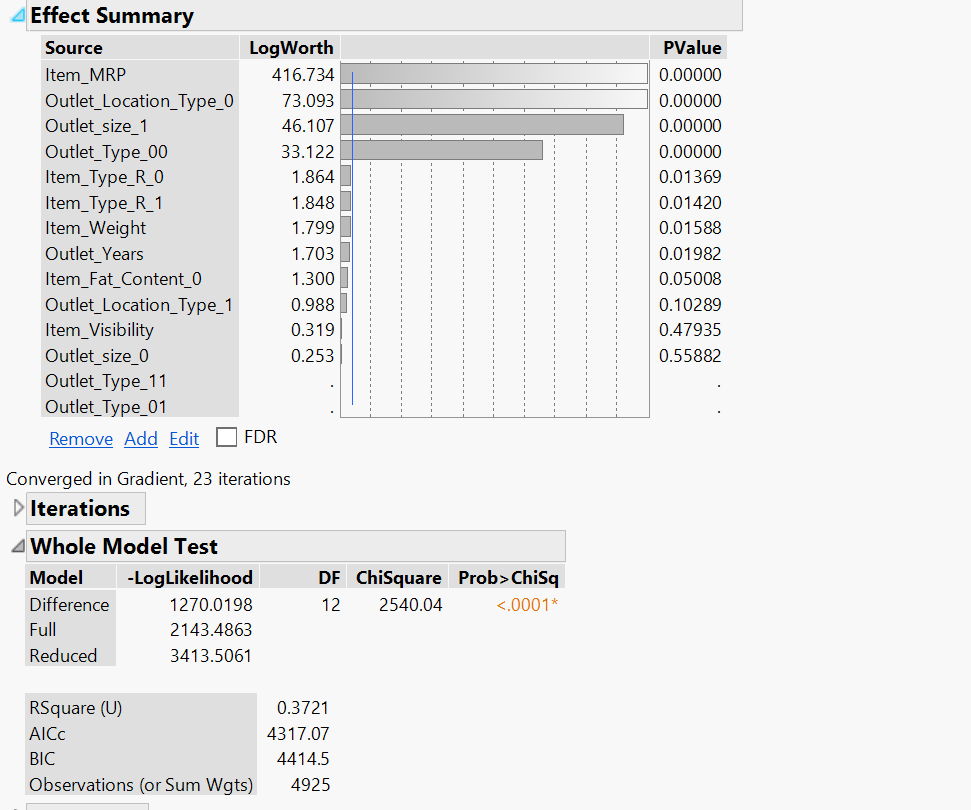 Effect Summary
Source LogWorth PValue
Item_MRP 416.734 0.00000
Outlet_Location_Type_0 73.093 0.00000
Outlet_size_1 46.107 0.00000
Outlet_Type_00 33.122 0.00000
Item_Type_R_0 1.864 0.01369
Item_Type_R_1 1.848 0.01420
Item_Weight 1.799 0.01588
Outlet_Years 1.703 0.01982
Item_Fat_Content_0 1.300 0.05008
Outlet_Location_Type_1 0.988 0.10289
Item_Visibility 0.319 0.47935
Outlet_size_0 0.253 0.55882
Outlet_Type_11 . .
Outlet_Type_01 . .
Remove Add Edit FDR
Converged in Gradient, 23 iterations
Iterations
Whole Model Test
Model -LogLikelihood DF ChiSquare Prob>ChiSq
Difference 1270.0198 12 2540.04 <.0001*
Full 2143.4863
Reduced 3413.5061
RSquare (U) 0.3721
AICc 4317.07
BIC 4414.5
Observations (or Sum Wgts) 4925